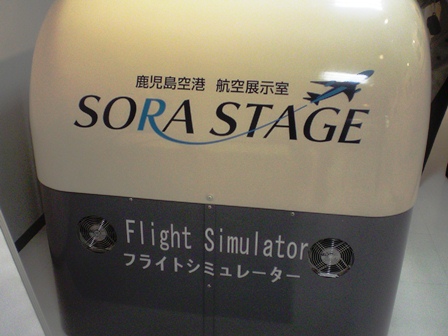 鹿児島空港 航空展示室
SORA STAGE
Flight Simulator
フライトシミュレーター